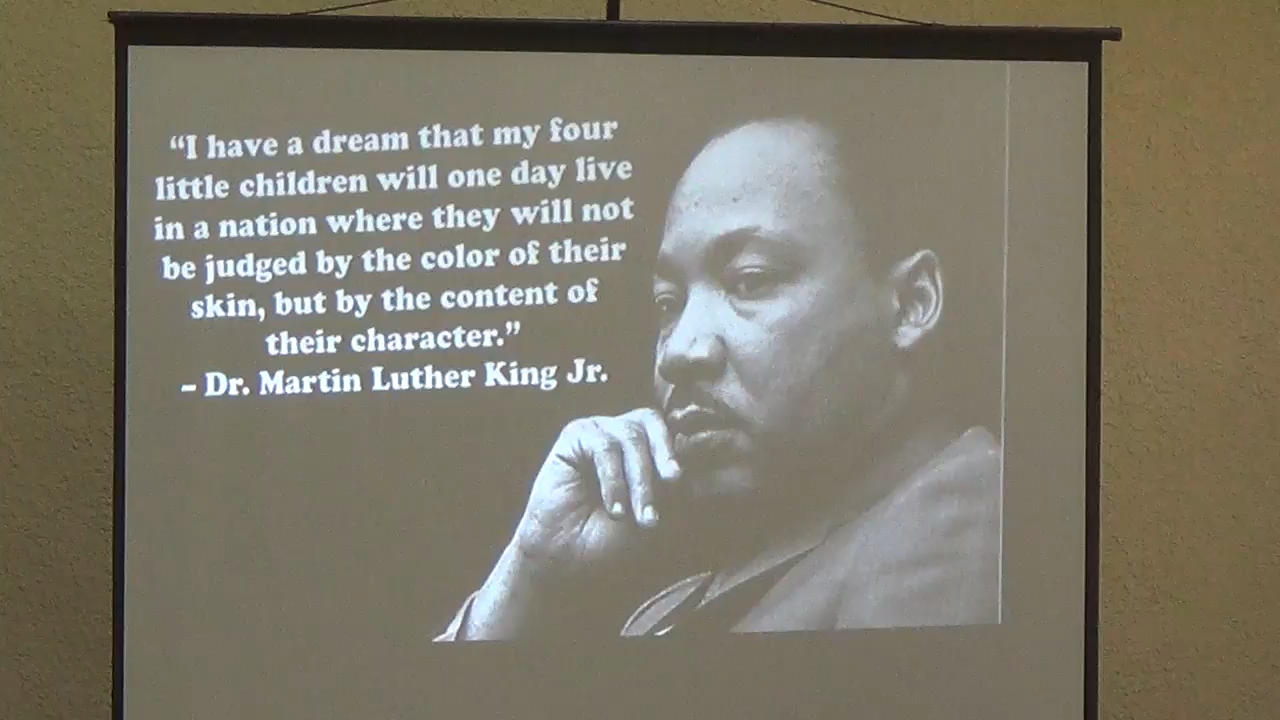 “I have a dream that my four
little children will one day live
in a nation where they will not
be judged by the color of their
skin, but by the content of
their character.”
– Dr. Martin Luther King Jr.